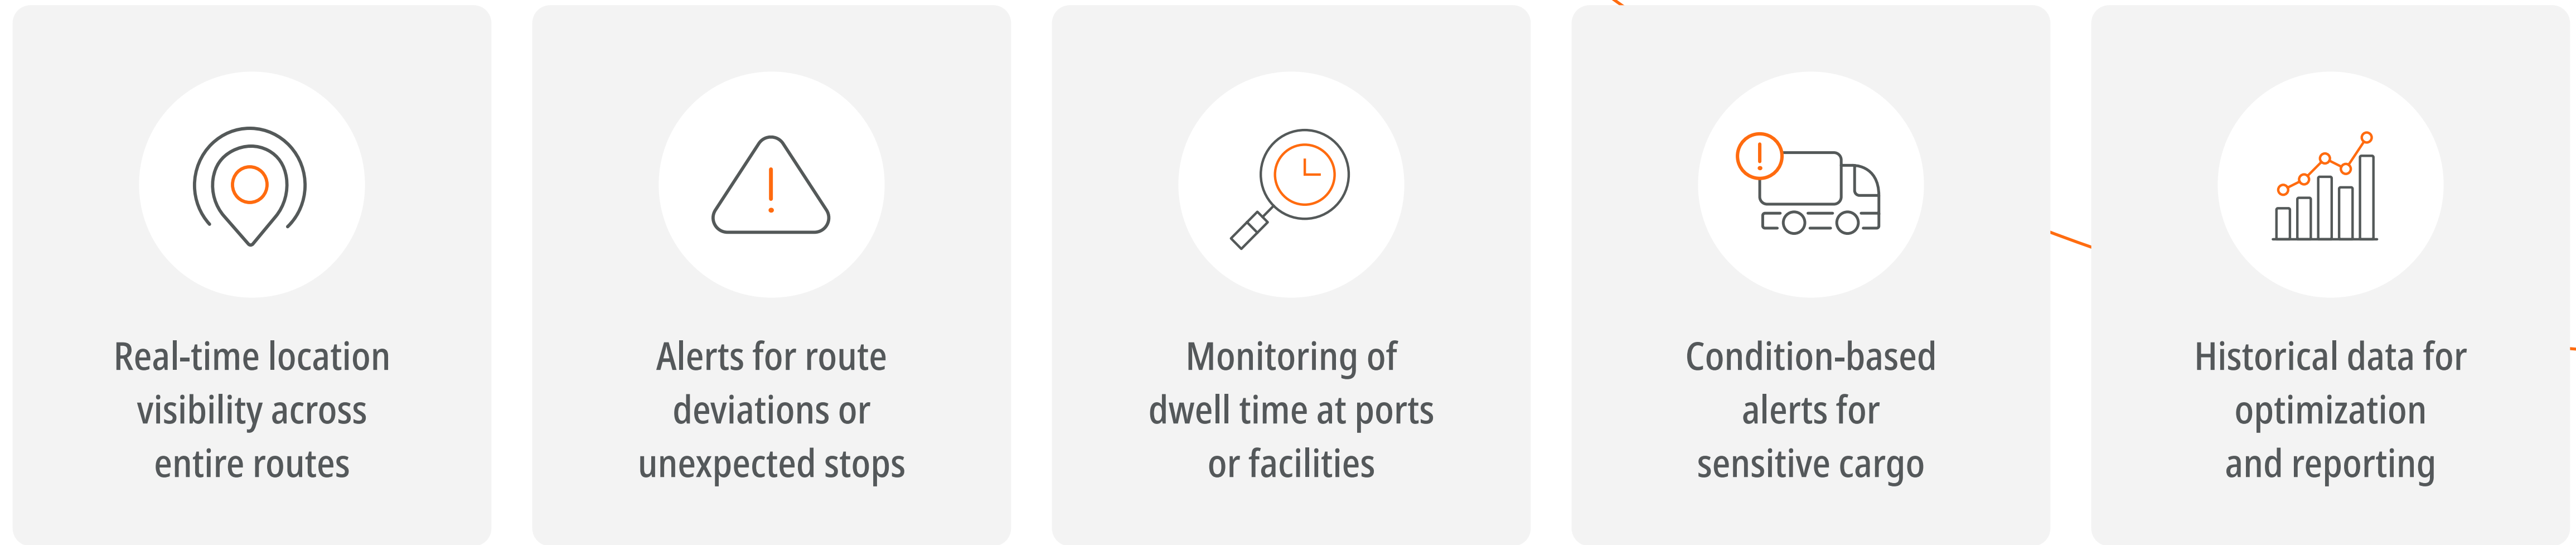 Real-time location
visibility across
entire routes
Alerts for route
deviations or
unexpected stops
Monitoring of
dwell time at ports
or facilities
Condition-based
alerts for
sensitive cargo
Historical data for
optimization
and reporting